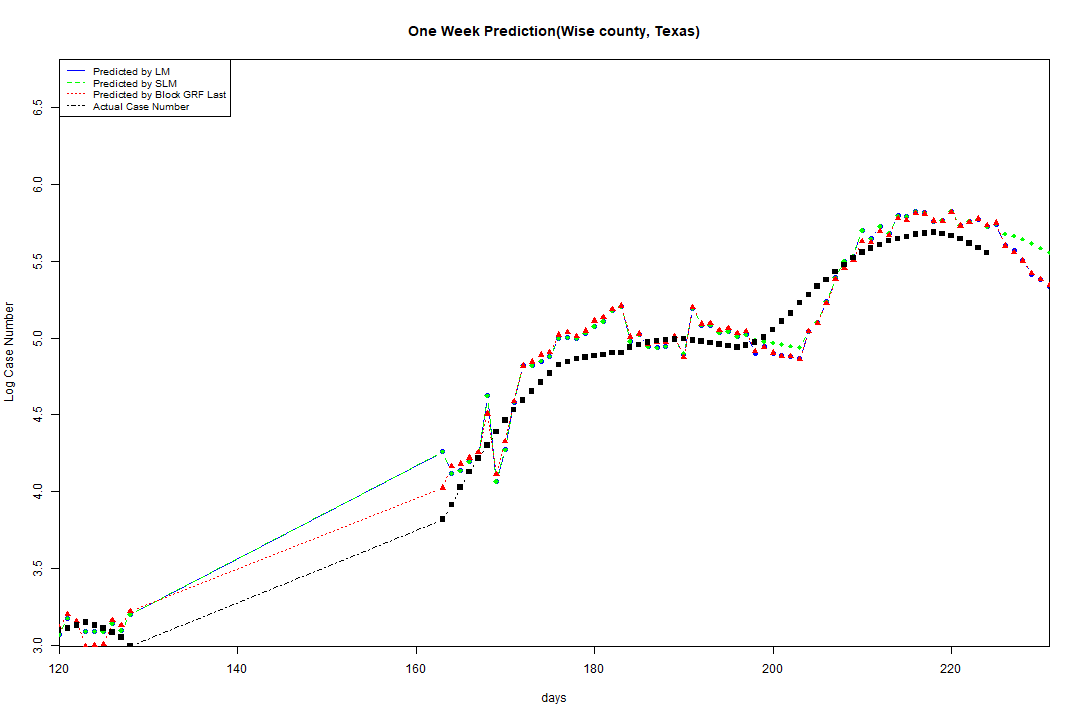 One Week Prediction(Wise county, Texas)
Predicted by LM
Predicted by SLM
Predicted by Block GRF Last
Actual Case Number
6.5
6.0
5.5
5.0
4.5
4.0
3.5
3.0
Log Case Number
120 140 160 180 200 220
days